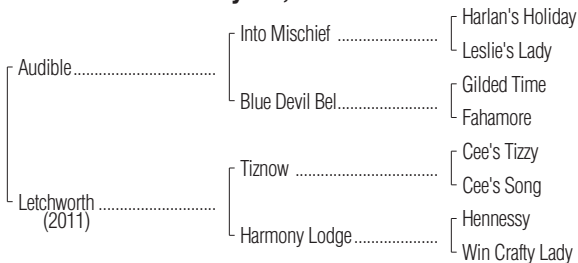 Harlan's Holiday
Into Mischief ........................
Leslie's Lady
Audible..................................
Gilded Time
Blue Devil Bel........................
Fahamore
Cee's Tizzy
Tiznow ..................................
Cee's Song
Letchworth ............................
(2011)
Hennessy
Harmony Lodge....................
Win Crafty Lady